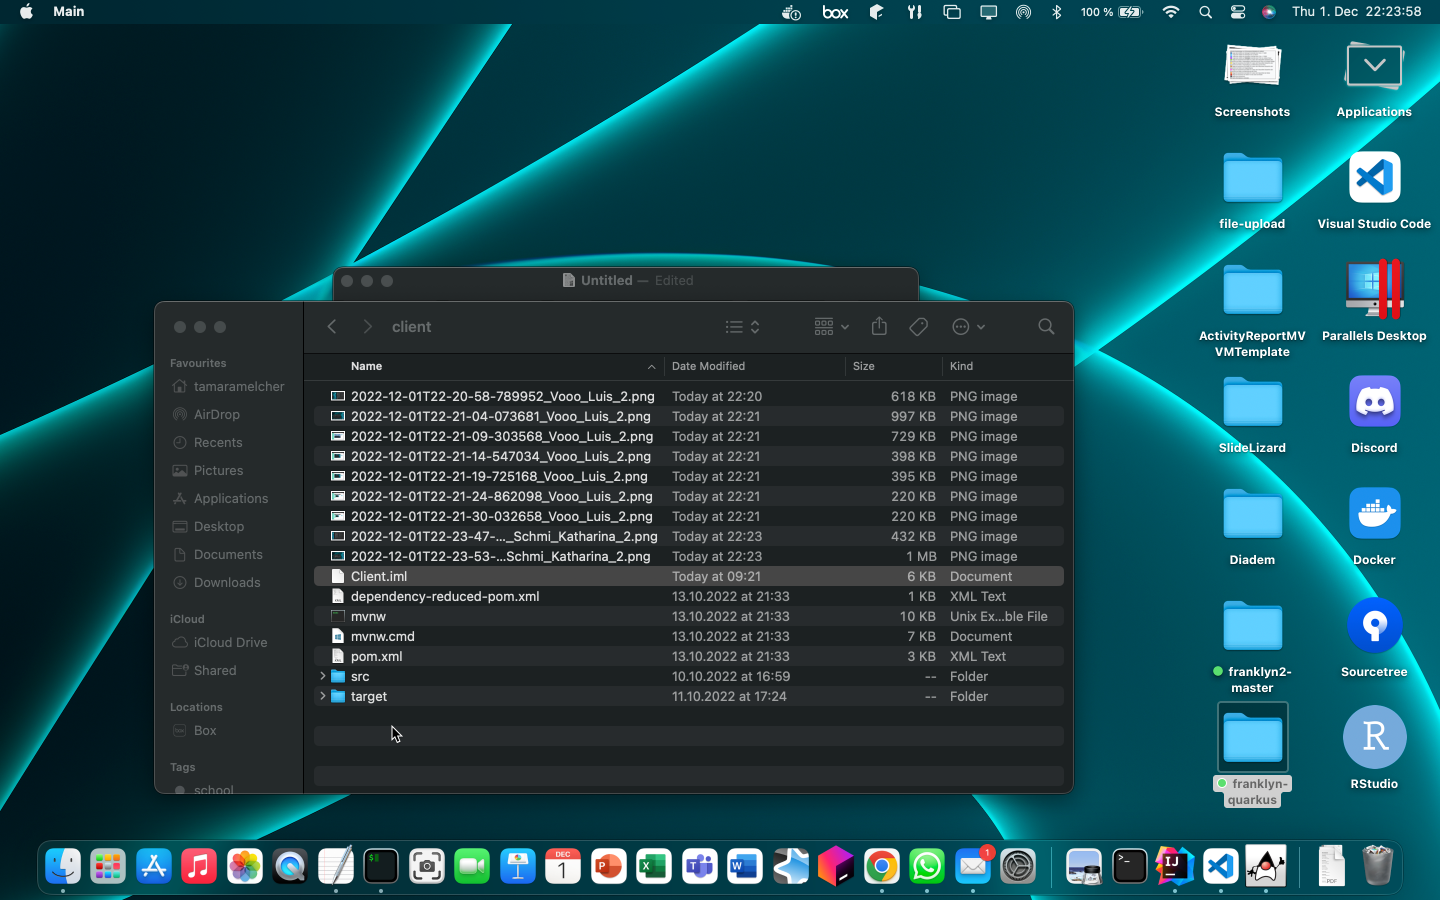 Main
box
100 %
Thu 1. Dec 22:23:58
Screenshots
Applications
file-upload
Visual Studio Code
ActivityReportMV
VMTemplate
Parallels Desktop
SlideLizard
Discord
Diadem
Docker
franklyn2-
master
Sourcetree
franklyn-
quarkus
R
RStudio
Untitled — Edited
client
Favourites
tamaramelcher
AirDrop
Recents
Pictures
Applications
Desktop
Documents
Downloads
iCloud
iCloud Drive
Shared
Locations
Box
Tags
school
Name Date Modified Size Kind
2022-12-01T22-20-58-789952_Vooo_Luis_2.png Today at 22:20 618 KB PNG image
2022-12-01T22-21-04-073681_Vooo_Luis_2.png Today at 22:21 997 KB PNG image
2022-12-01T22-21-09-303568_Vooo_Luis_2.png Today at 22:21 729 KB PNG image
2022-12-01T22-21-14-547034_Vooo_Luis_2.png Today at 22:21 398 KB PNG image
2022-12-01T22-21-19-725168_Vooo_Luis_2.png Today at 22:21 395 KB PNG image
2022-12-01T22-21-24-862098_Vooo_Luis_2.png Today at 22:21 220 KB PNG image
2022-12-01T22-21-30-032658_Vooo_Luis_2.png Today at 22:21 220 KB PNG image
2022-12-01T22-23-47-..._Schmi_Katharina_2.png Today at 22:23 432 KB PNG image
2022-12-01T22-23-53-...Schmi_Katharina_2.png Today at 22:23 1 MB PNG image
Client.iml Today at 09:21 6 KB Document
dependency-reduced-pom.xml 13.10.2022 at 21:33 1 KB XML Text
mvnw 13.10.2022 at 21:33 10 KB Unix Ex...ble File
mvnw.cmd 13.10.2022 at 21:33 7 KB Document
pom.xml 13.10.2022 at 21:33 3 KB XML Text
src 10.10.2022 at 16:59 -- Folder
target 11.10.2022 at 17:24 -- Folder
DEC
1
P
X
T
W
1
IJ
PDF